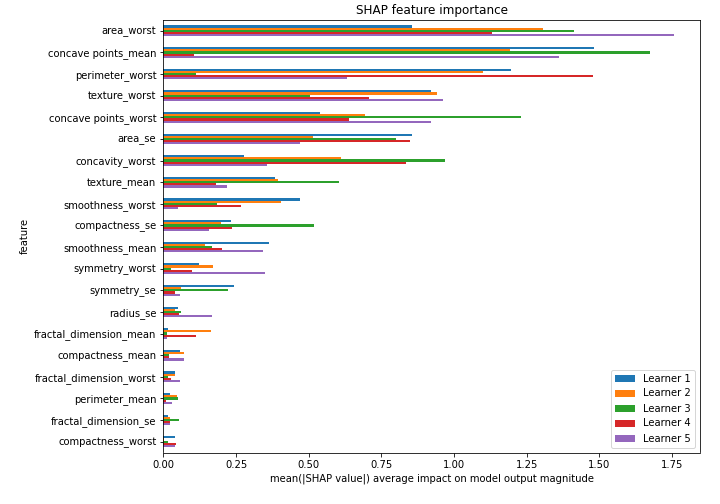 SHAP feature importance
area_worst
concave points_mean
perimeter_worst
texture_worst
concave points_worst
area_se
concavity_worst
texture_mean
smoothness_worst
compactness_se
smoothness_mean
symmetry_worst
symmetry_se
radius_se
fractal_dimension_mean
compactness_mean
fractal_dimension_worst
perimeter_mean
fractal_dimension_se
compactness_worst
feature
Learner 1
Learner 2
Learner 3
Learner 4
Learner 5
0.00 0.25 0.50 0.75 1.00 1.25 1.50 1.75
mean(|SHAP value|) average impact on model output magnitude